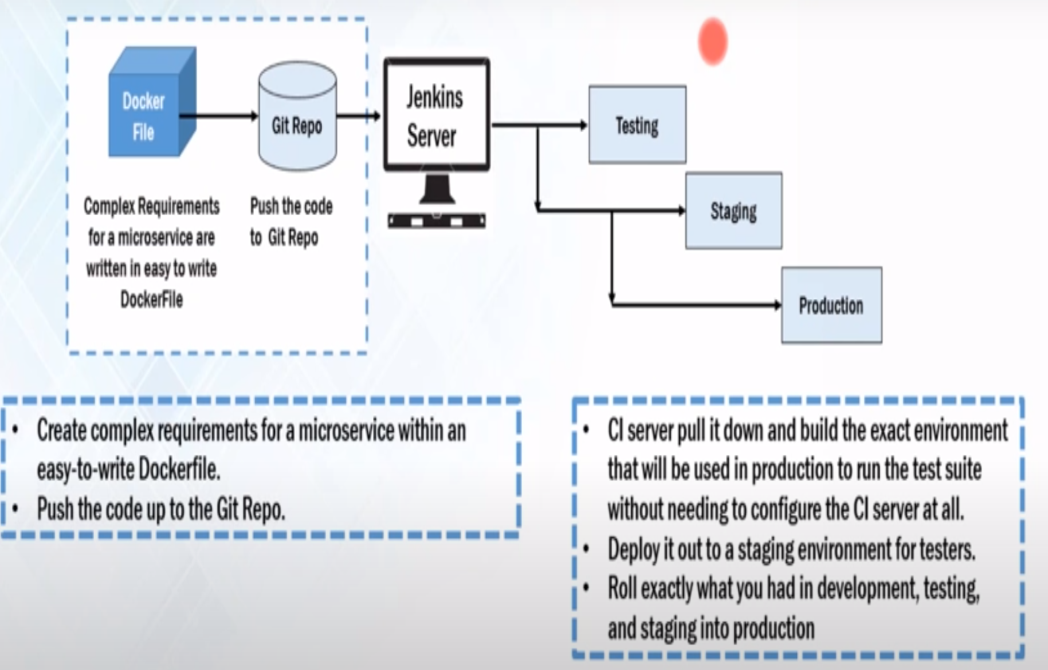 Docker
File
Git Repo
Jenkins
Server
Testing
Staging
Production
Complex Requirements
for a microservice are
written in easy to write
DockerFile
Push the code
to Git Repo
• Create complex requirements for a microservice within an
easy-to-write Dockerfile.
• Push the code up to the Git Repo.
• CI server pull it down and build the exact environment
that will be used in production to run the test suite
without needing to configure the CI server at all.
• Deploy it out to a staging environment for testers.
• Roll exactly what you had in development, testing,
and staging into production